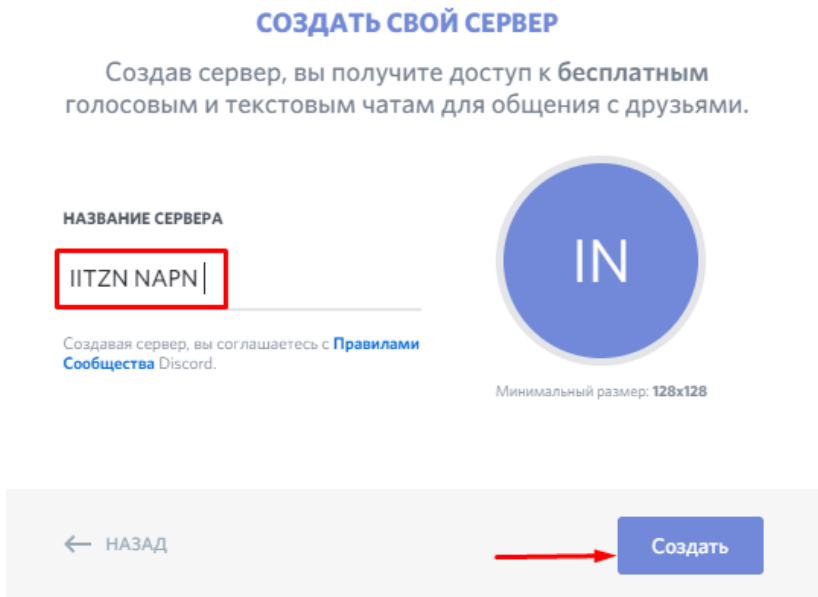 СОЗДАТЬ СВОЙ СЕРВЕР
Создав сервер, вы получите доступ к бесплатным
голосовым и текстовым чатам для общения с друзьями.
НАЗВАНИЕ СЕРВЕРА
IITZN NAPN
IN
Создавая сервер, вы соглашаетесь с Правилами
Сообщества Discord.
Минимальный размер: 128x128
НАЗАД
Создать